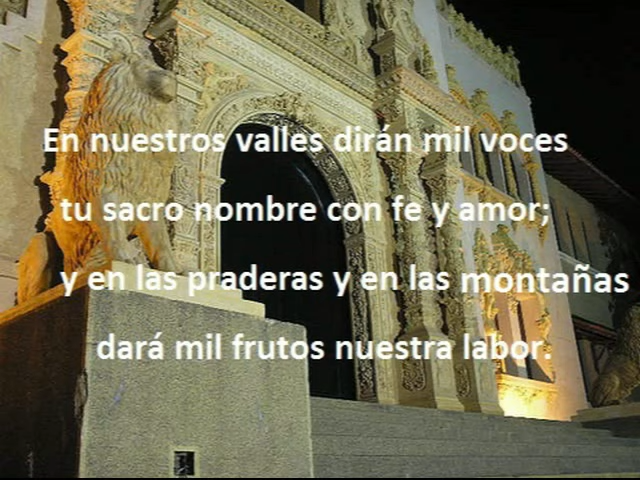 En nuestros valles dirán mil voces
tu sacro nombre con fe y amor;
y en las praderas y en las montañas
dará mil frutos nuestra labor.